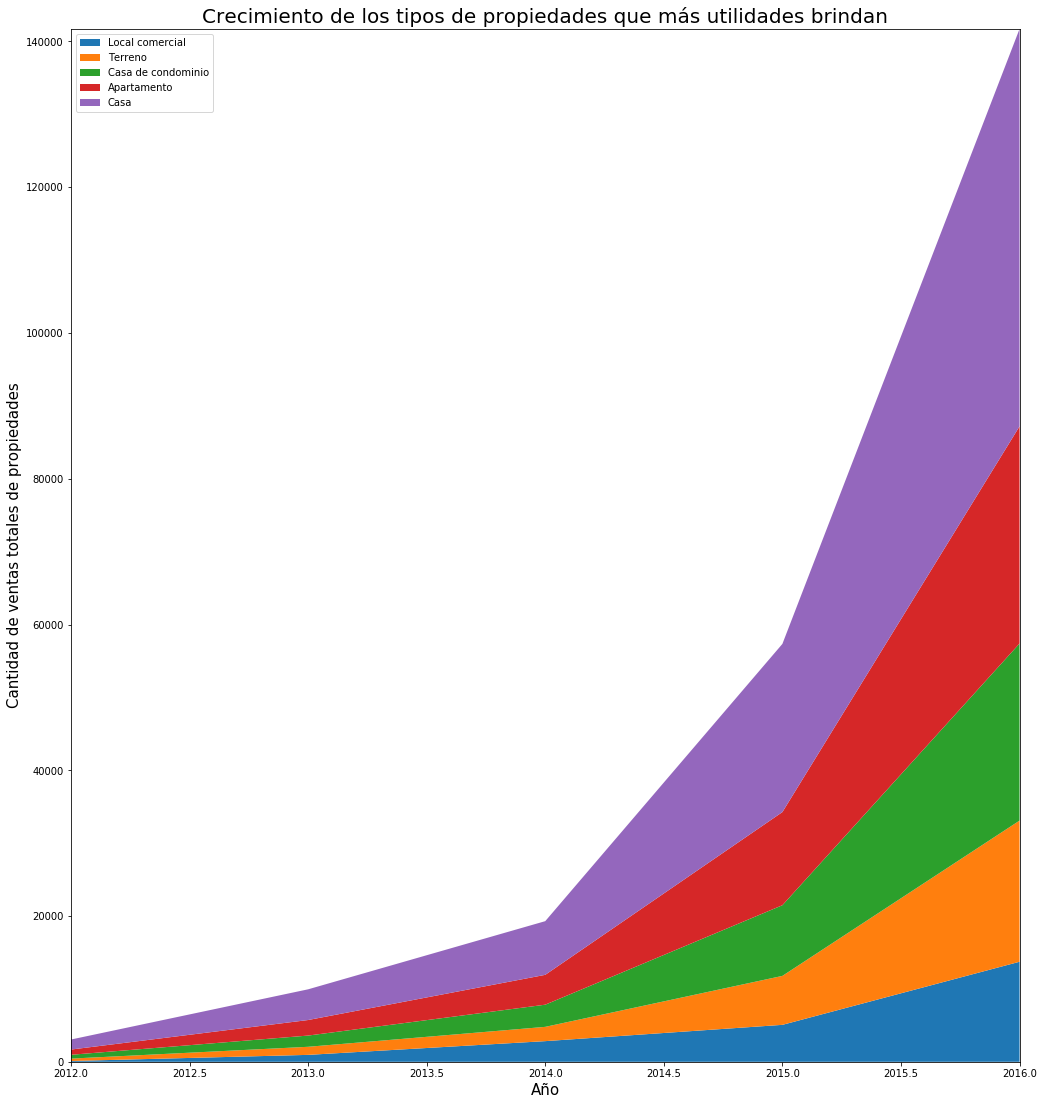 Crecimiento de los tipos de propiedades que más utilidades brindan
Local comercial
Terreno
Casa de condominio
Apartamento
Casa
Cantidad de ventas totales de propiedades
140000
120000
100000
80000
60000
40000
20000
0
2012.0 2012.5 2013.0 2013.5 2014.0 2014.5 2015.0 2015.5 2016.0
Año